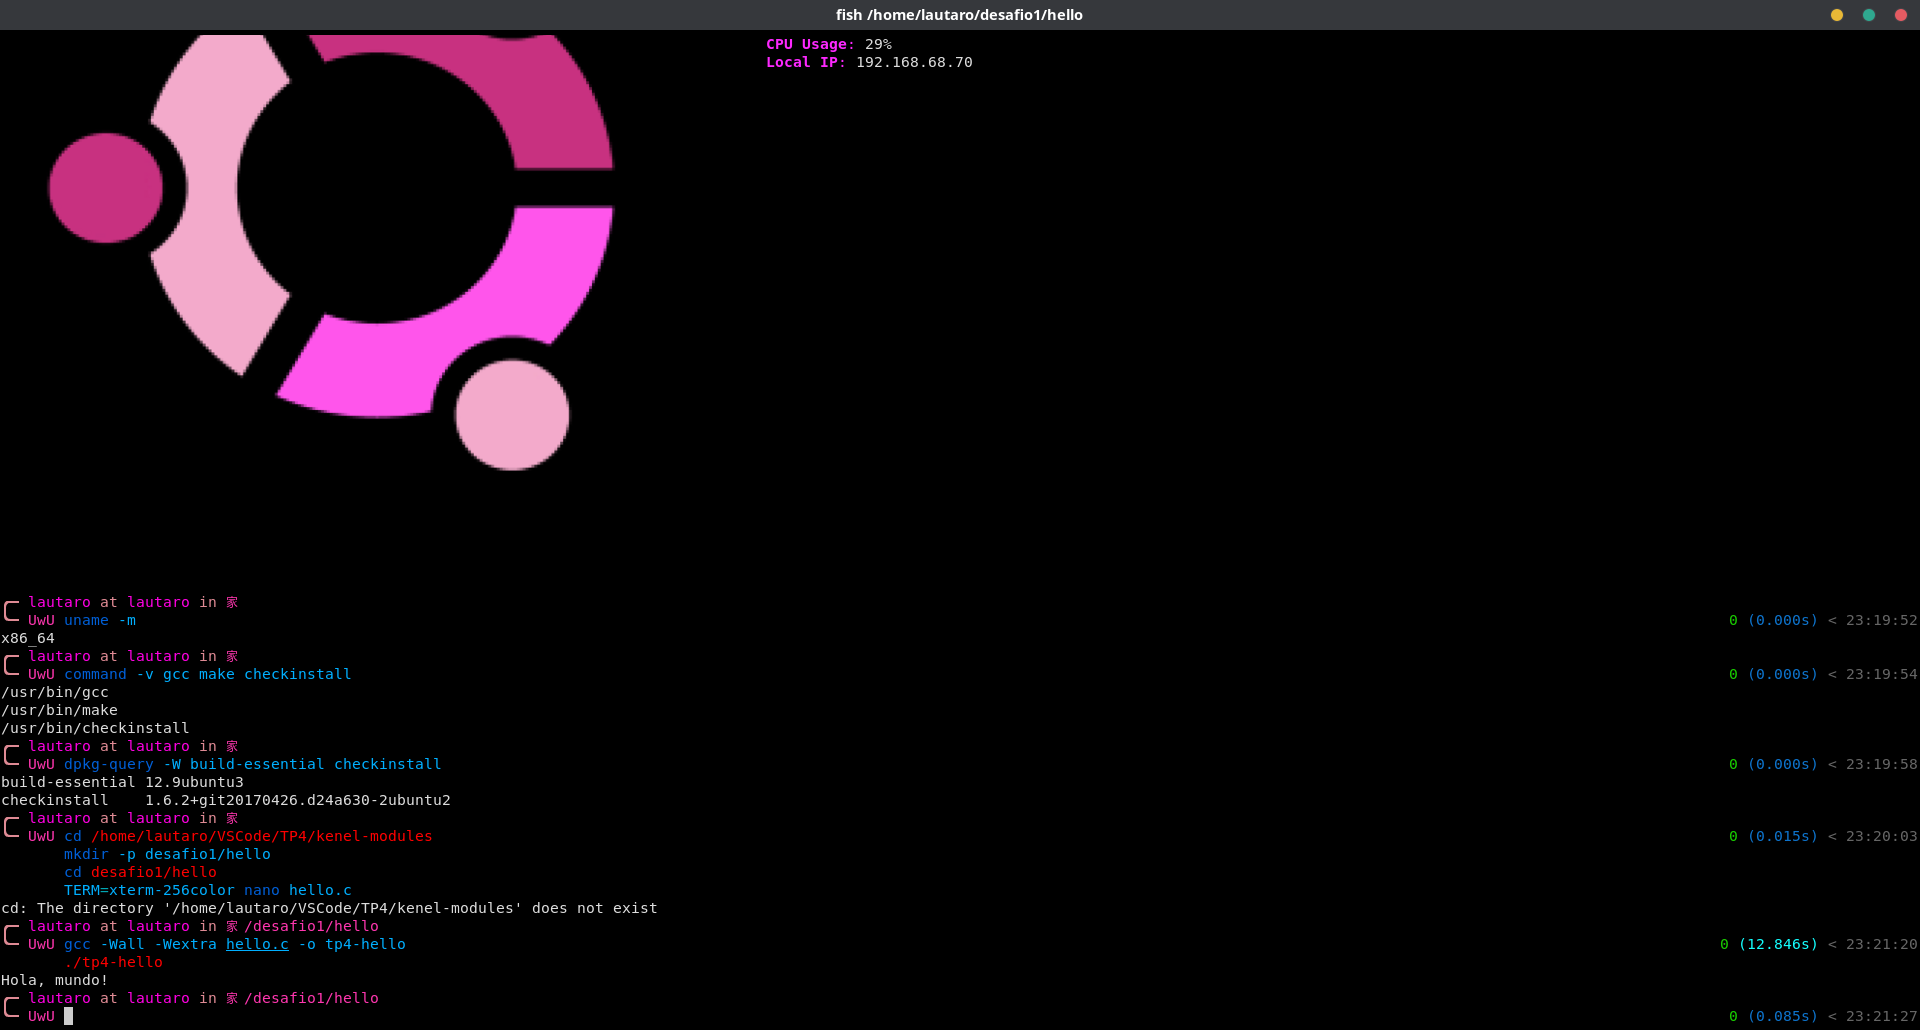 fish /home/lautaro/desafio1/hello
CPU Usage: 29%
Local IP: 192.168.68.70
lautaro at lautaro in 家
UwU uname -m 0 (0.000s) < 23:19:52
x86_64
lautaro at lautaro in 家
UwU command -v gcc make checkinstall 0 (0.000s) < 23:19:54
/usr/bin/gcc
/usr/bin/make
/usr/bin/checkinstall
lautaro at lautaro in 家
UwU dpkg-query -W build-essential checkinstall 0 (0.000s) < 23:19:58
build-essential 12.9ubuntu3
checkinstall 1.6.2+git20170426.d24a630-2ubuntu2
lautaro at lautaro in 家
UwU cd /home/lautaro/VSCode/TP4/kenel-modules 0 (0.015s) < 23:20:03
mkdir -p desafio1/hello
cd desafio1/hello
TERM=xterm-256color nano hello.c
cd: The directory '/home/lautaro/VSCode/TP4/kenel-modules' does not exist
lautaro at lautaro in 家/desafio1/hello
UwU gcc -Wall -Wextra hello.c -o tp4-hello 0 (12.846s) < 23:21:20
./tp4-hello
Hola, mundo!
lautaro at lautaro in 家/desafio1/hello
UwU 0 (0.085s) < 23:21:27